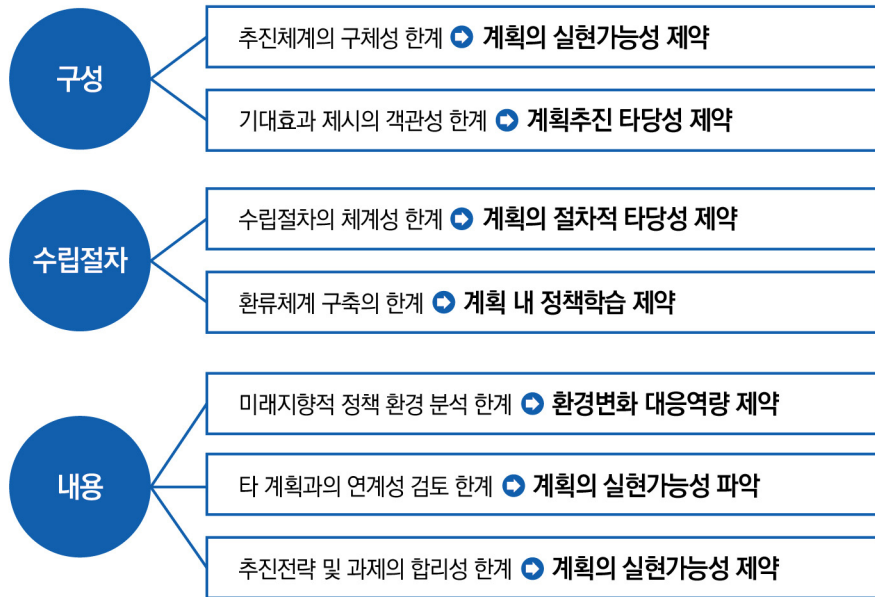 구성
추진체계의 구체성 한계 ➲ 계획의 실현가능성 제약
기대효과 제시의 객관성 한계 ➲ 계획추진 타당성 제약
수립절차
수립절차의 체계성 한계 ➲ 계획의 절차적 타당성 제약
환류체계 구축의 한계 ➲ 계획 내 정책학습 제약
내용
미래지향적 정책 환경 분석 한계 ➲ 환경변화 대응역량 제약
타 계획과의 연계성 검토 한계 ➲ 계획의 실현가능성 파악
추진전략 및 과제의 합리성 한계 ➲ 계획의 실현가능성 제약